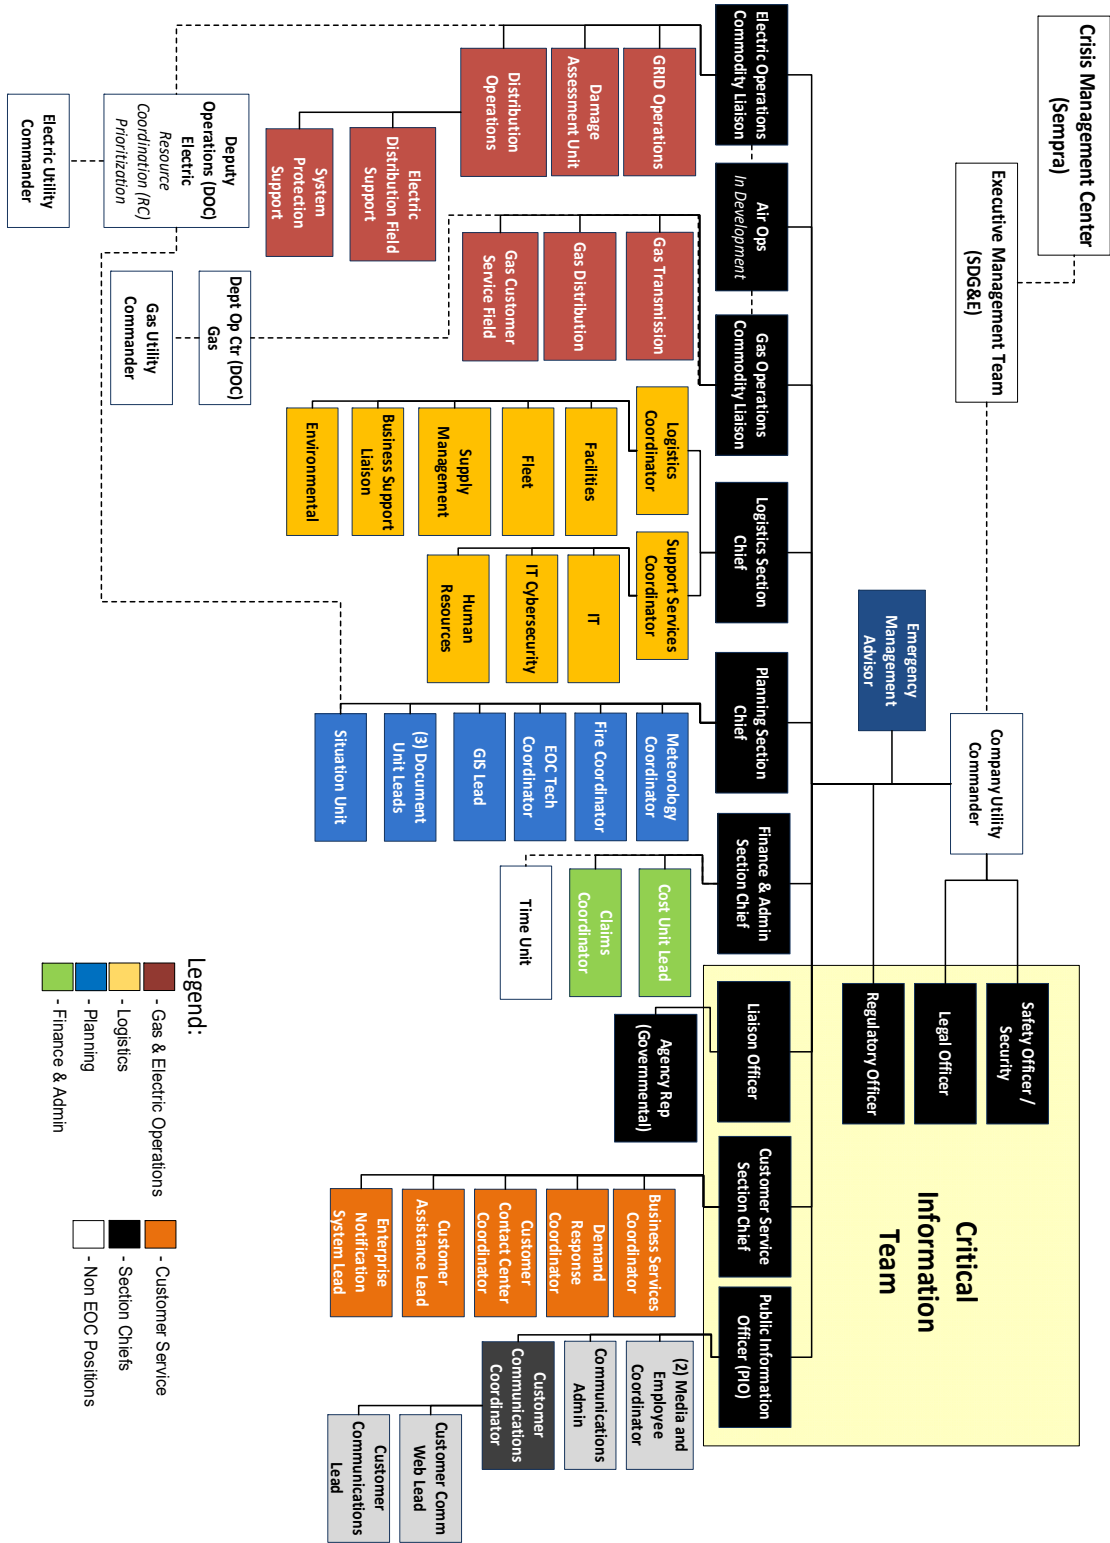 Crisis Management Center
(Sempra)
Executive Management Team
(SDG&E)
Company Utility
Commander
Emergency
Management
Advisor
Safety Officer /
Security
Legal Officer
Regulatory Officer
Critical
Information
Team
Electric Operations
Commodity Liaison
Air Ops
In Development
Gas Operations
Commodity Liaison
Logistics Section
Chief
Planning Section
Chief
Finance & Admin
Section Chief
Liaison Officer
Customer Service
Section Chief
Public Information
Officer (PIO)
GRID Operations
Damage
Assessment Unit
Distribution
Operations
Electric
Distribution Field
Support
System
Protection
Support
Deputy
Operations (DOC)
Electric
Resource
Coordination (RC)
Prioritization
Electric Utility
Commander
Gas Transmission
Gas Distribution
Gas Customer
Service Field
Dept Op Ctr (DOC)
Gas
Gas Utility
Commander
Logistics
Coordinator
Facilities
Fleet
Supply
Management
Business Support
Liaison
Environmental
Support Services
Coordinator
IT
IT Cybersecurity
Human
Resources
Meteorology
Coordinator
Fire Coordinator
EOC Tech
Coordinator
GIS Lead
(3) Document
Unit Leads
Situation Unit
Cost Unit Lead
Claims
Coordinator
Time Unit
Agency Rep
(Governmental)
Business Services
Coordinator
Demand
Response
Coordinator
Customer
Contact Center
Coordinator
Customer
Assistance Lead
Enterprise
Notification
System Lead
(2) Media and
Employee
Coordinator
Communications
Admin
Customer
Communications
Coordinator
Customer Comm
Web Lead
Customer
Communications
Lead
Legend:
- Gas & Electric Operations
- Logistics
- Planning
- Finance & Admin
- Customer Service
- Section Chiefs
- Non EOC Positions